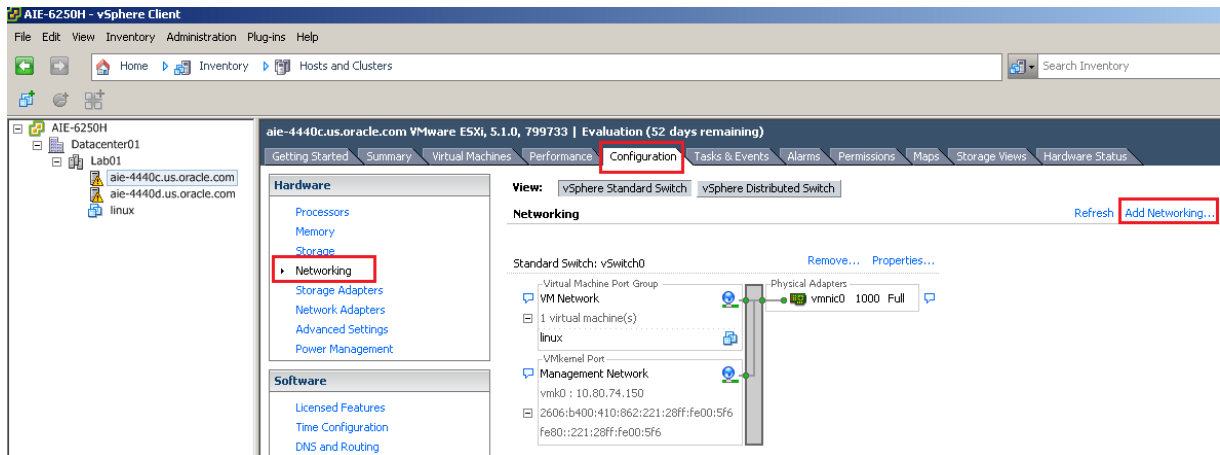 AIE-6250H - vSphere Client
File Edit View Inventory Administration Plug-ins Help
Home Inventory Hosts and Clusters Search Inventory
AIE-6250H
Datacenter01
Lab01
aie-4440c.us.oracle.com
aie-4440d.us.oracle.com
linux
aie-4440c.us.oracle.com VMware ESXi, 5.1.0, 799733 | Evaluation (52 days remaining)
Getting Started Summary Virtual Machines Performance Configuration Tasks & Events Alarms Permissions Maps Storage Views Hardware Status
Hardware
Processors
Memory
Storage
Networking
Storage Adapters
Network Adapters
Advanced Settings
Power Management
Software
Licensed Features
Time Configuration
DNS and Routing
View: vSphere Standard Switch vSphere Distributed Switch
Networking Refresh Add Networking...
Standard Switch: vSwitch0 Remove... Properties...
Virtual Machine Port Group
VM Network
1 virtual machine(s)
linux
VMkernel Port
Management Network
vmk0 : 10.80.74.150
2606:b400:410:862:221:28ff:fe00:5f6
fe80::221:28ff:fe00:5f6
Physical Adapters
vmnic0 1000 Full